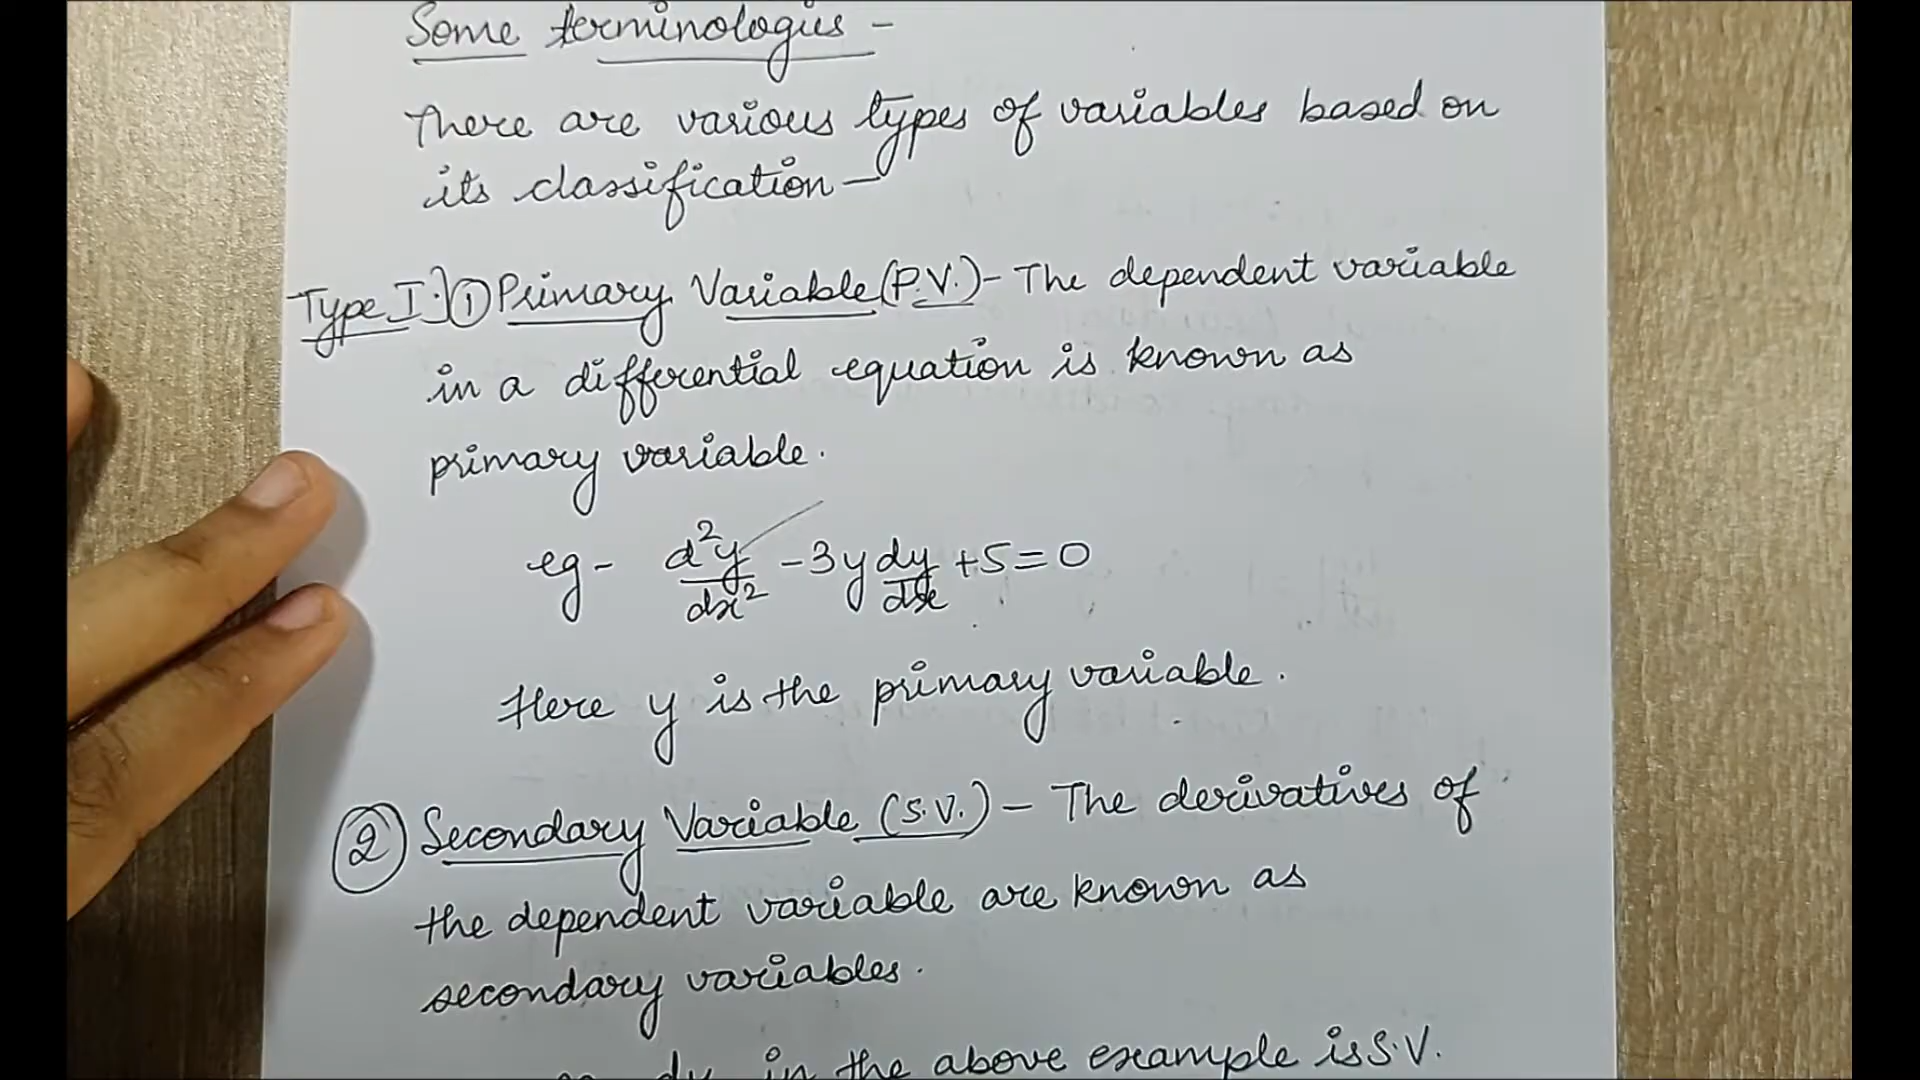 Some terminologies -
There are various types of variables based on
its classification -
Type I:] ① Primary Variable (P.V.) - The dependent variable
in a differential equation is known as
primary variable.
eg - d²y/dx² - 3y dy/dx + 5 = 0
Here y is the primary variable.
② Secondary Variable (S.V.) - The derivatives of
the dependent variable are known as
secondary variables.
dy in the above example is S.V.